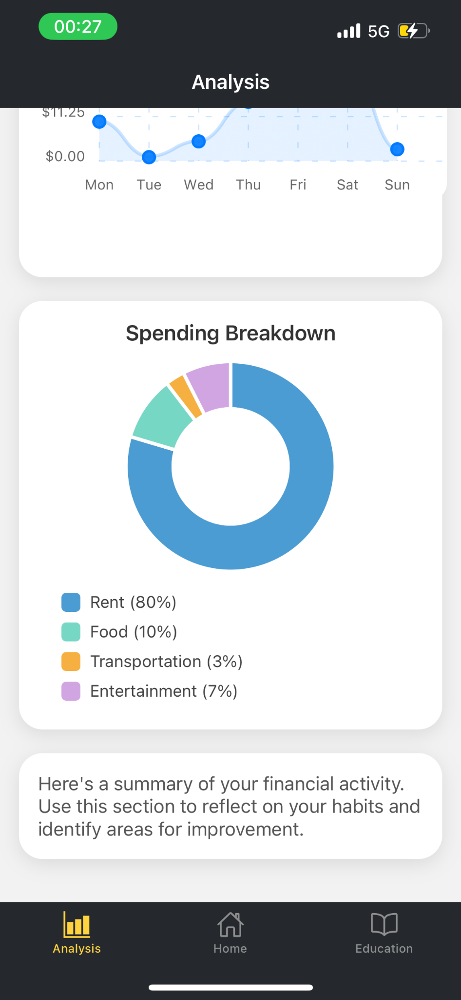 00:27
5G
Analysis
$11.25
$0.00
Mon Tue Wed Thu Fri Sat Sun
Spending Breakdown
Rent (80%)
Food (10%)
Transportation (3%)
Entertainment (7%)
Here's a summary of your financial activity.
Use this section to reflect on your habits and
identify areas for improvement.
Analysis Home Education